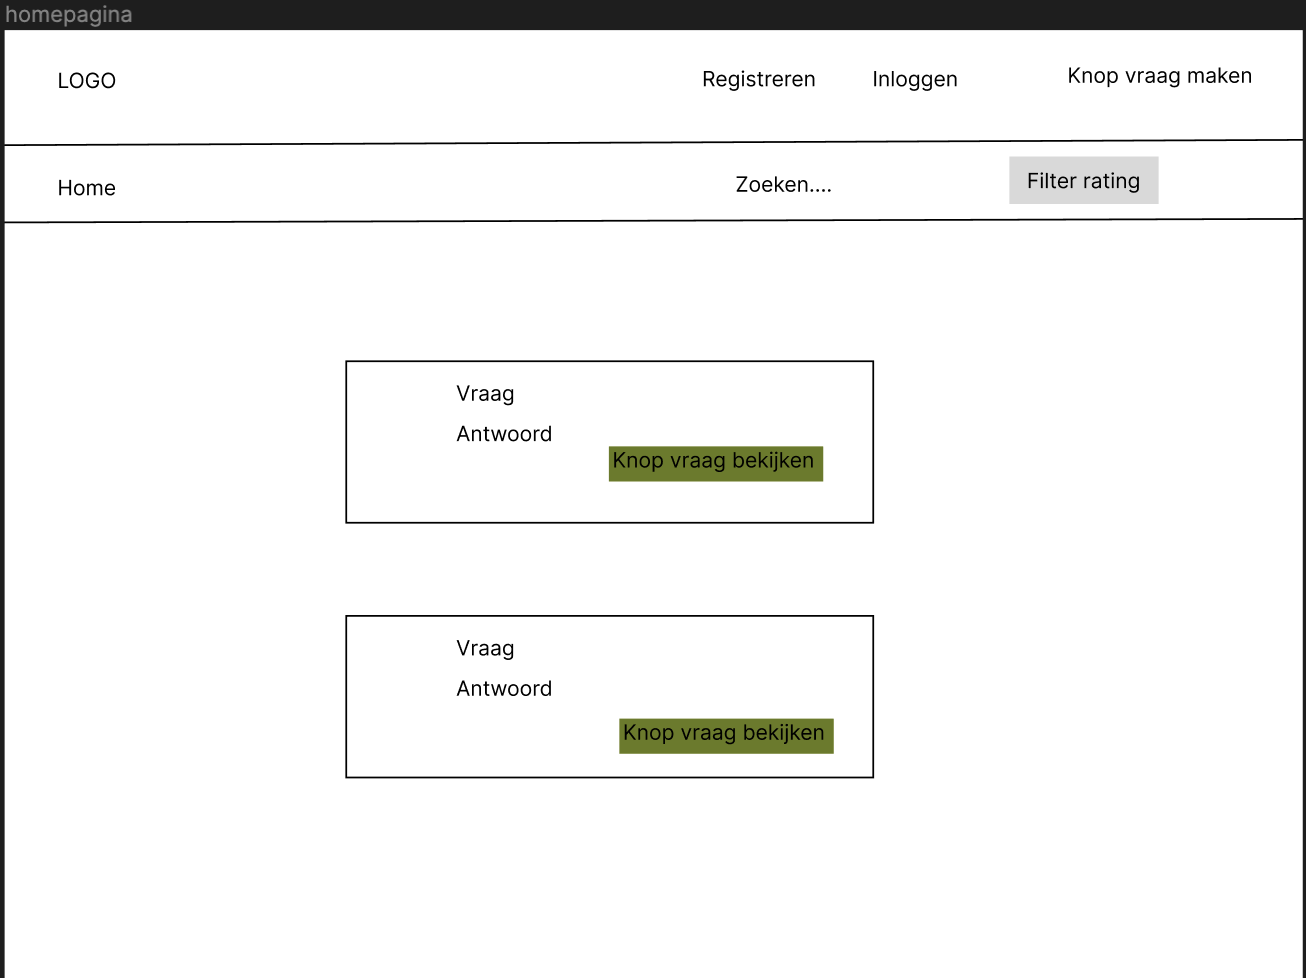 homepagina
LOGO
Registreren
Inloggen
Knop vraag maken
Home
Zoeken....
Filter rating
Vraag
Antwoord
Knop vraag bekijken
Vraag
Antwoord
Knop vraag bekijken